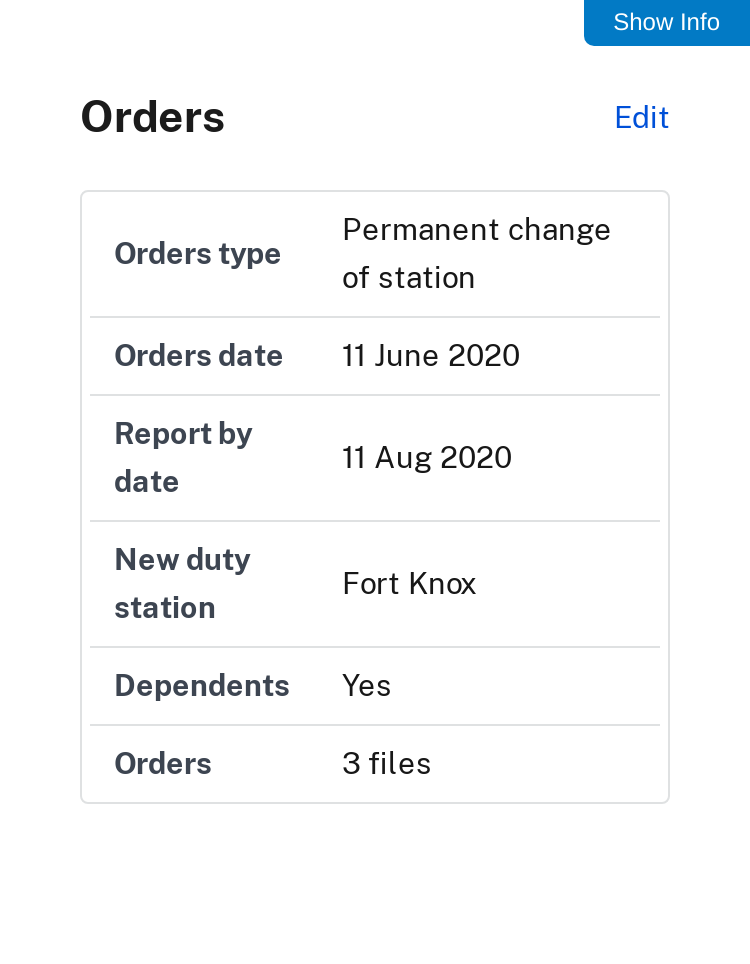 Show Info
Orders
Edit
Orders type
Permanent change
of station
Orders date
11 June 2020
Report by
date
11 Aug 2020
New duty
station
Fort Knox
Dependents
Yes
Orders
3 files